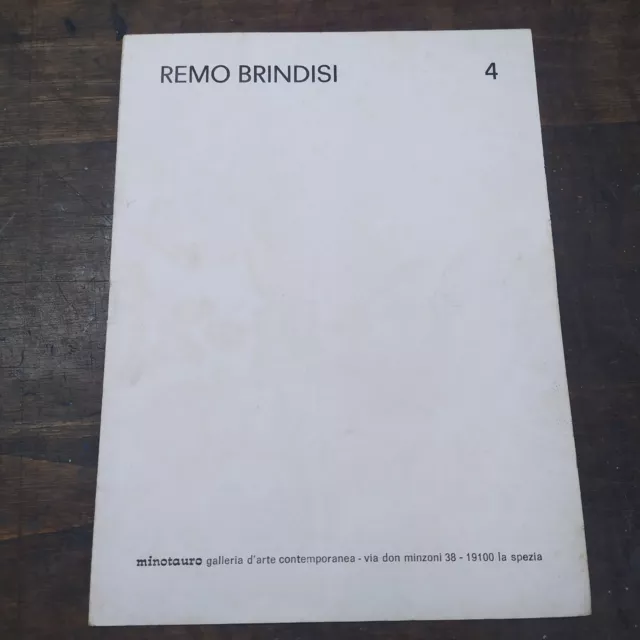 REMO BRINDISI 4
minotauro galleria d'arte contemporanea - via don minzoni 38 - 19100 la spezia